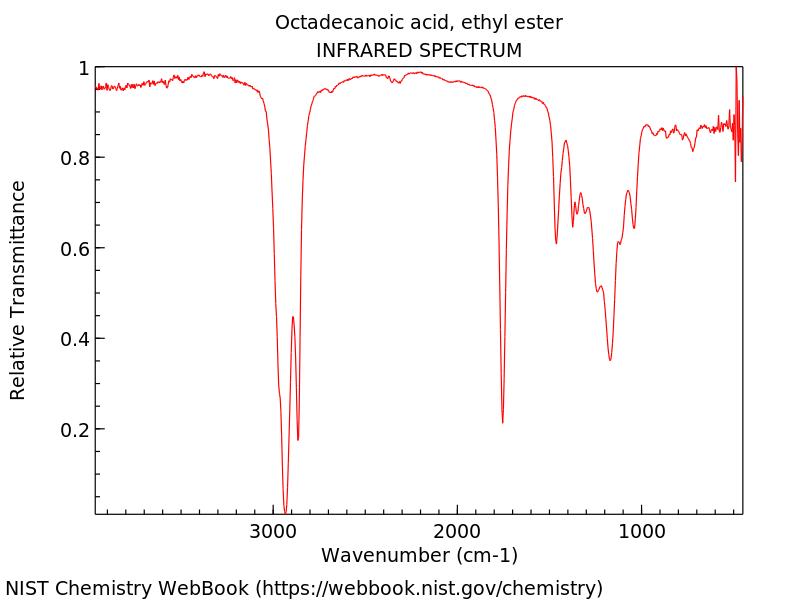 Octadecanoic acid, ethyl ester
INFRARED SPECTRUM
1
0.8
0.6
0.4
0.2
Relative Transmittance
3000 2000 1000
Wavenumber (cm-1)
NIST Chemistry WebBook (https://webbook.nist.gov/chemistry)